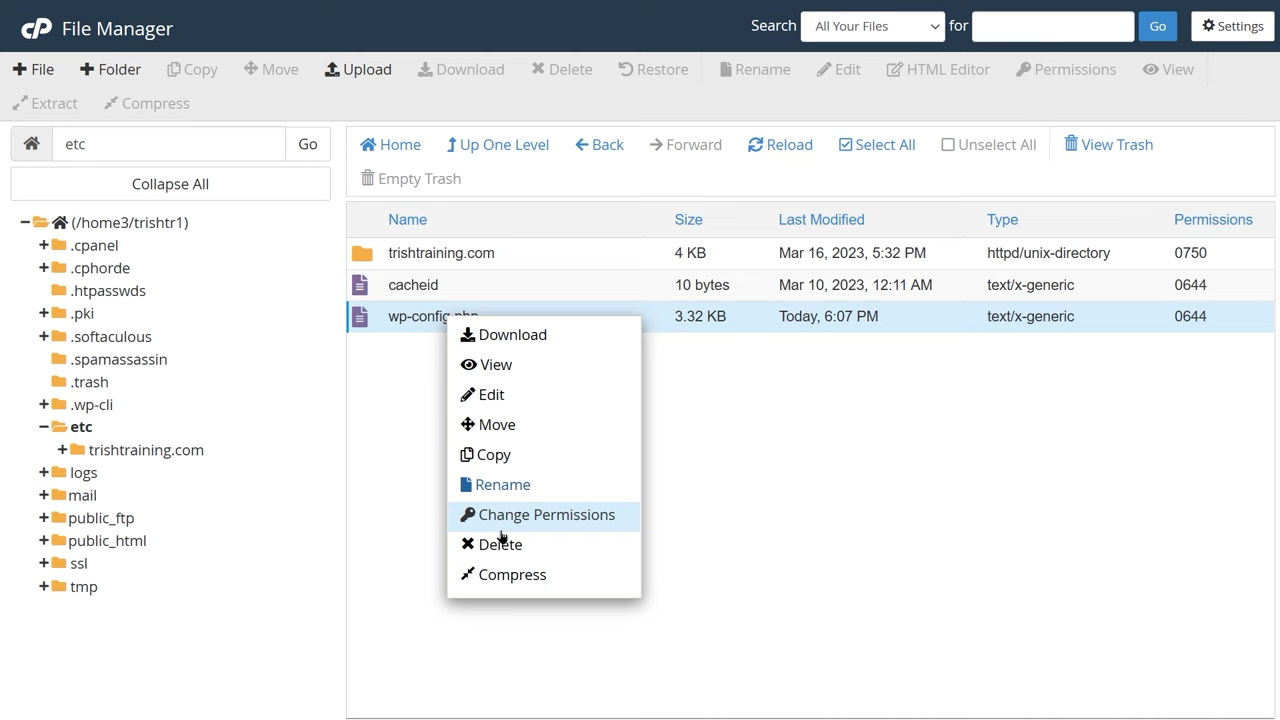 cP File Manager
Search All Your Files for Go Settings
File Folder Copy Move Upload Download Delete Restore Rename Edit HTML Editor Permissions View
Extract Compress
etc Go
Collapse All
(/home3/trishtr1)
.cpanel
.cphorde
.htpasswds
.pki
.softaculous
.spamassassin
.trash
.wp-cli
etc
trishtraining.com
logs
mail
public_ftp
public_html
ssl
tmp
Home Up One Level Back Forward Reload Select All Unselect All View Trash
Empty Trash
Name Size Last Modified Type Permissions
trishtraining.com 4 KB Mar 16, 2023, 5:32 PM httpd/unix-directory 0750
cacheid 10 bytes Mar 10, 2023, 12:11 AM text/x-generic 0644
wp-config.php 3.32 KB Today, 6:07 PM text/x-generic 0644
Download
View
Edit
Move
Copy
Rename
Change Permissions
Delete
Compress